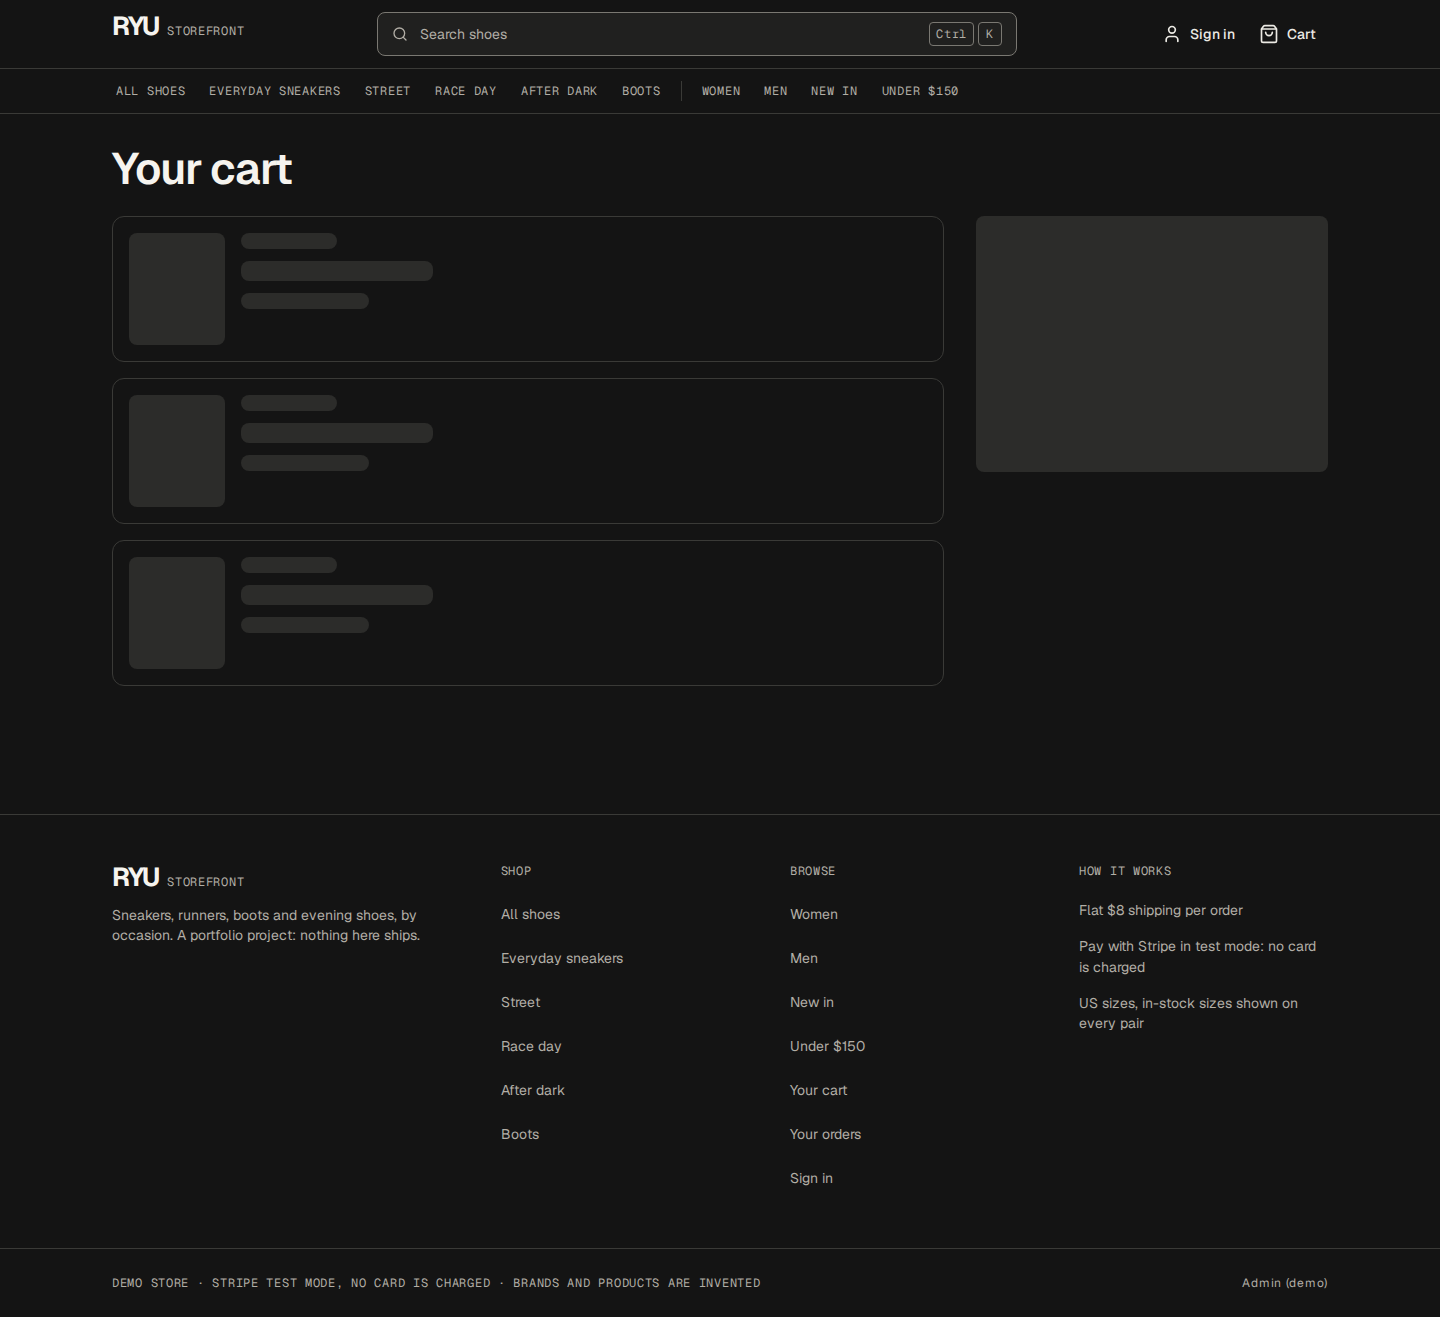 RYU STOREFRONT
Search shoes
Ctrl K
Sign in
Cart
ALL SHOES EVERYDAY SNEAKERS STREET RACE DAY AFTER DARK BOOTS WOMEN MEN NEW IN UNDER $150
Your cart
RYU STOREFRONT
Sneakers, runners, boots and evening shoes, by
occasion. A portfolio project: nothing here ships.
SHOP
All shoes
Everyday sneakers
Street
Race day
After dark
Boots
BROWSE
Women
Men
New in
Under $150
Your cart
Your orders
Sign in
HOW IT WORKS
Flat $8 shipping per order
Pay with Stripe in test mode: no card
is charged
US sizes, in-stock sizes shown on
every pair
DEMO STORE · STRIPE TEST MODE, NO CARD IS CHARGED · BRANDS AND PRODUCTS ARE INVENTED
Admin (demo)